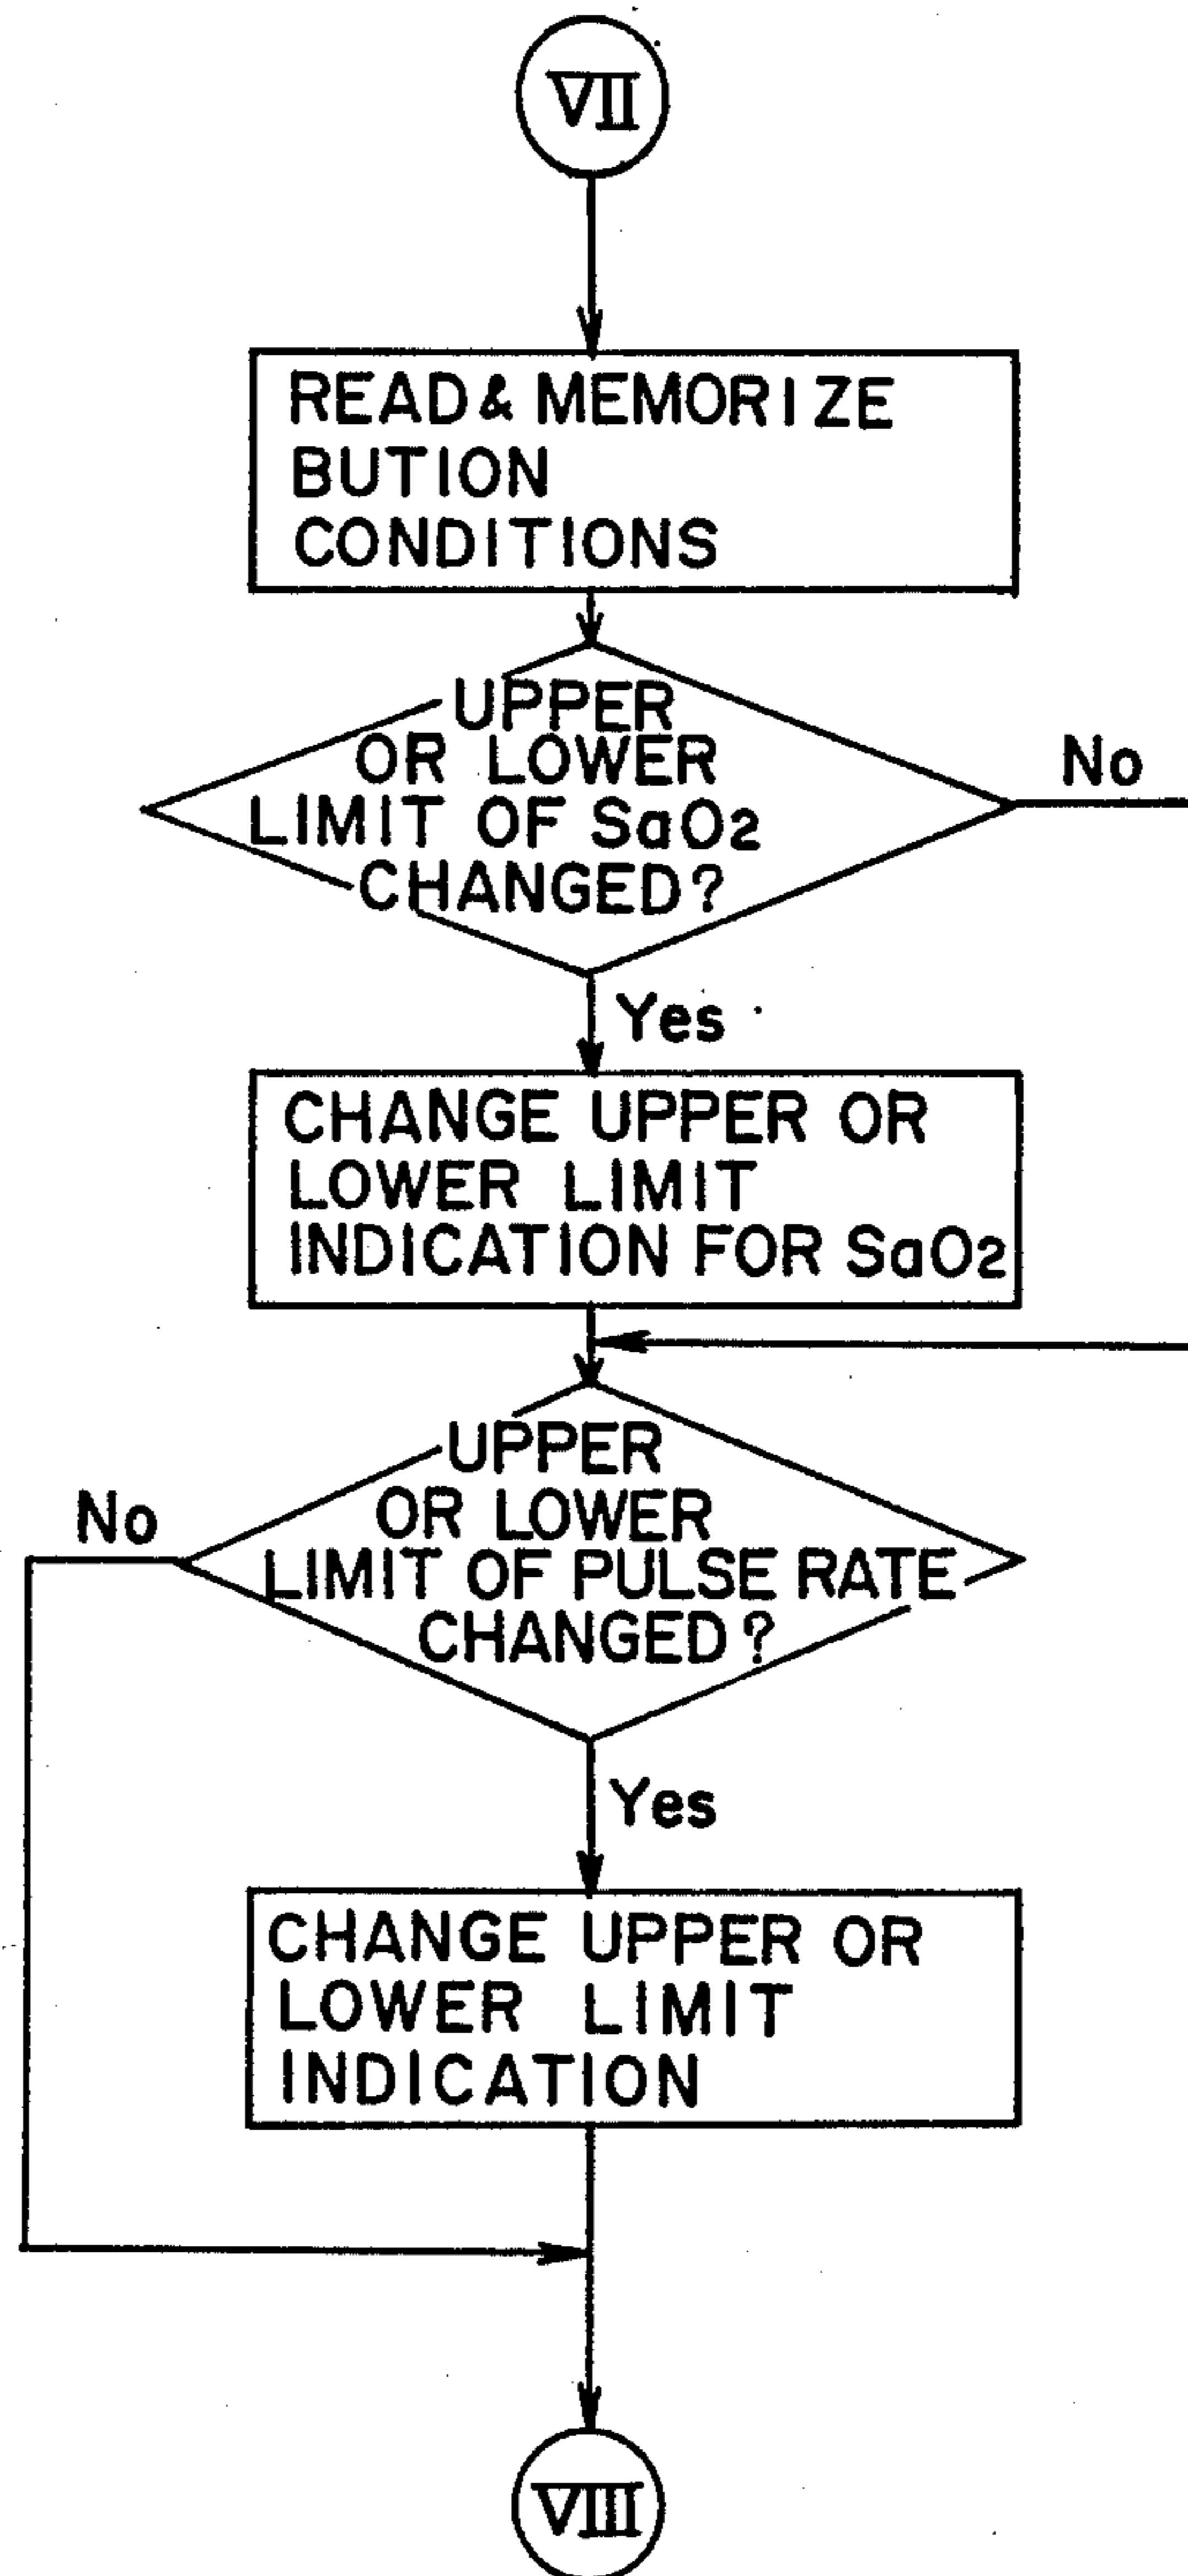 VII
READ & MEMORIZE
BUTION
CONDITIONS
UPPER
OR LOWER
LIMIT OF SaO2
CHANGED?
No
Yes
CHANGE UPPER OR
LOWER LIMIT
INDICATION FOR SaO2
UPPER
OR LOWER
LIMIT OF PULSE RATE
CHANGED?
No
Yes
CHANGE UPPER OR
LOWER LIMIT
INDICATION
VIII